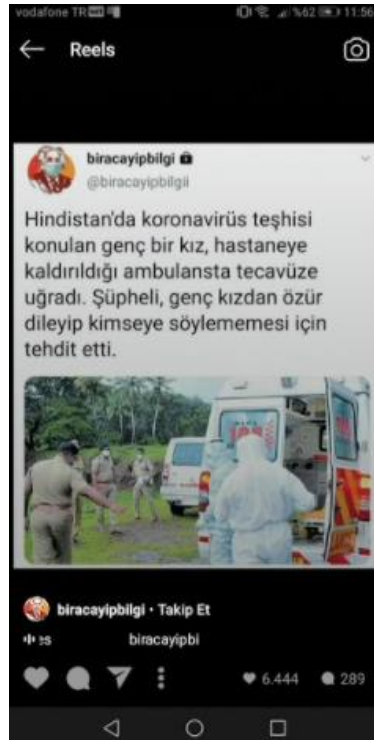 vodafone TR %62 11:56
Reels
biracayipbilgi
@biracayipbilgii
Hindistan'da koronavirüs teşhisi
konulan genç bir kız, hastaneye
kaldırıldığı ambulansta tecavüze
uğradı. Şüpheli, genç kızdan özür
dileyip kimseye söylememesi için
tehdit etti.
108
biracayipbilgi • Takip Et
es biracayipbi
6.444 289